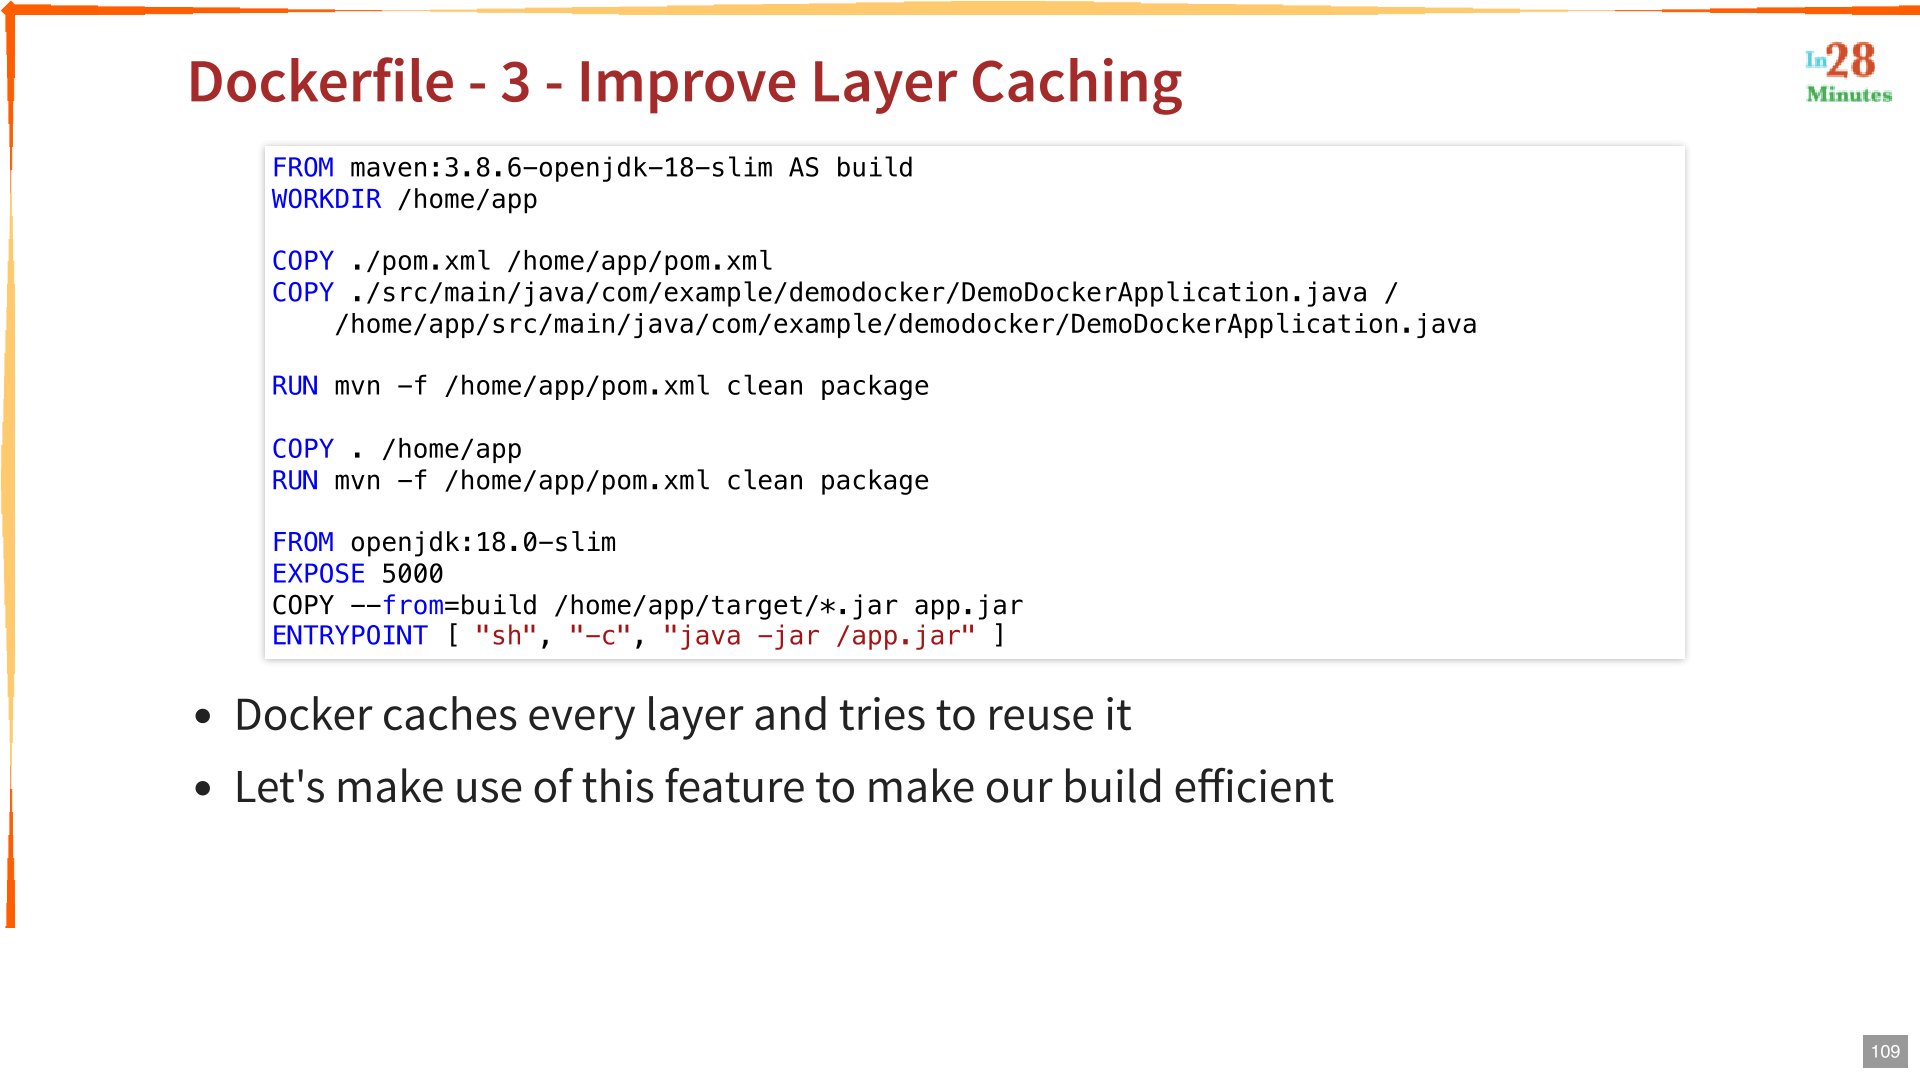 Dockerfile - 3 - Improve Layer Caching
In28
Minutes
FROM maven:3.8.6-openjdk-18-slim AS build
WORKDIR /home/app
COPY ./pom.xml /home/app/pom.xml
COPY ./src/main/java/com/example/demodocker/DemoDockerApplication.java /
/home/app/src/main/java/com/example/demodocker/DemoDockerApplication.java
RUN mvn -f /home/app/pom.xml clean package
COPY . /home/app
RUN mvn -f /home/app/pom.xml clean package
FROM openjdk:18.0-slim
EXPOSE 5000
COPY --from=build /home/app/target/*.jar app.jar
ENTRYPOINT [ "sh", "-c", "java -jar /app.jar" ]
• Docker caches every layer and tries to reuse it
• Let's make use of this feature to make our build efficient
109